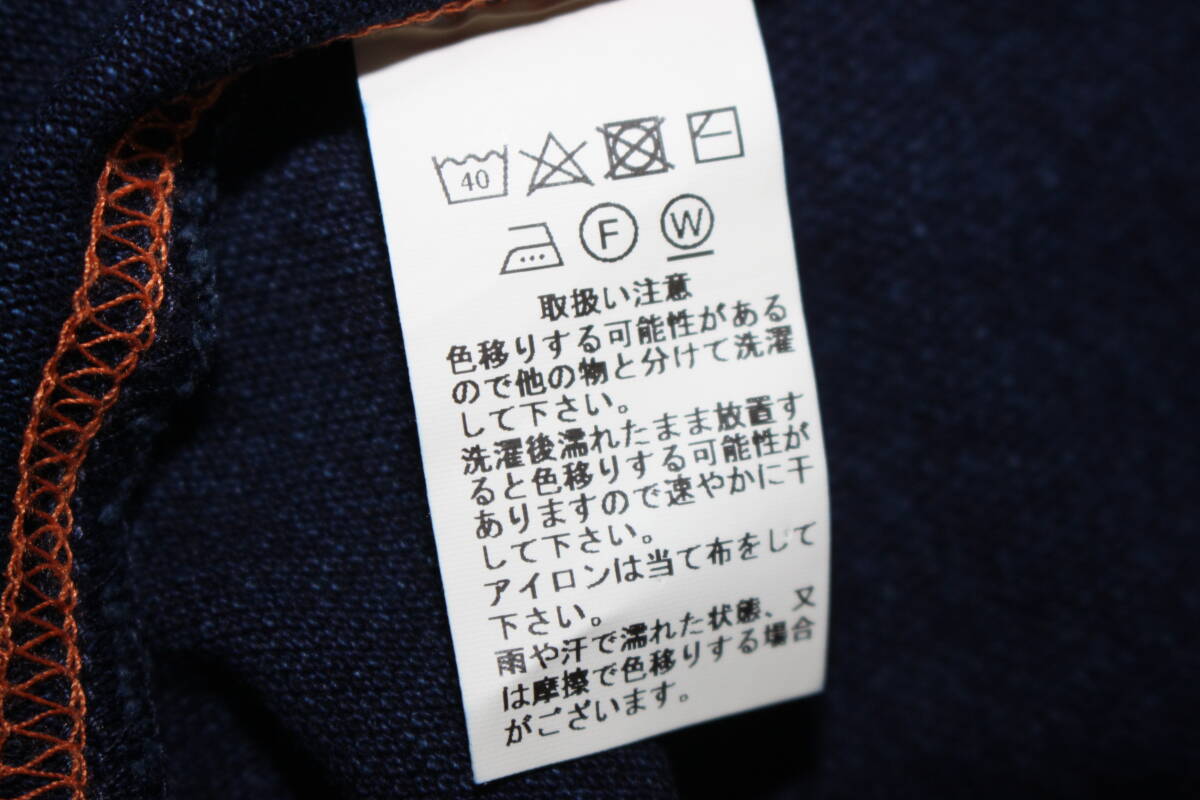 40
F W
取扱い注意
色移りする可能性がある
ので他の物と分けて洗濯
して下さい。
洗濯後濡れたまま放置す
ると色移りする可能性が
ありますので速やかに干
して下さい。
アイロンは当て布をして
下さい。
雨や汗で濡れた状態、又
は摩擦で色移りする場合
がございます。